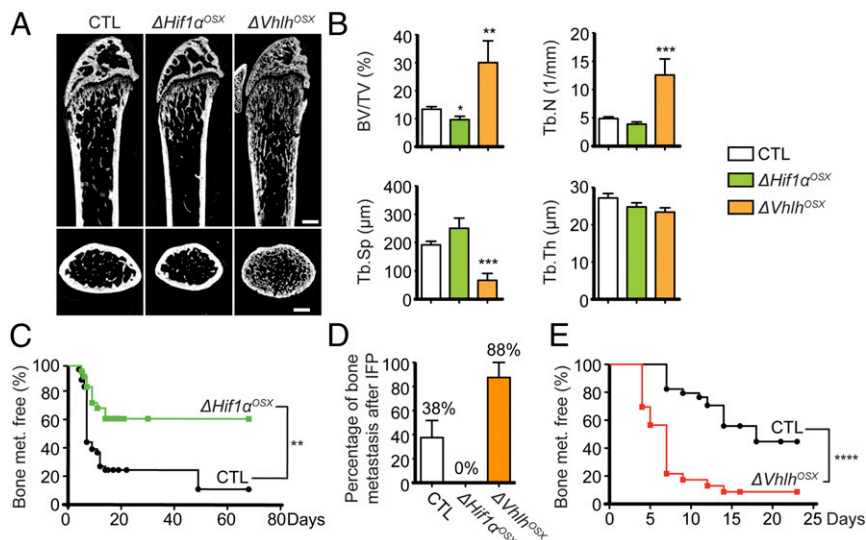 A
CTL
ΔHif1α^OSX
ΔVhlh^OSX
B
BV/TV (%)
40
30
20
10
0
*
**
Tb.N (1/mm)
20
15
10
5
0
***
Tb.Sp (µm)
400
300
200
100
0
***
Tb.Th (µm)
30
20
10
0
CTL
ΔHif1α^OSX
ΔVhlh^OSX
C
Bone met. free (%)
100
80
60
40
20
0
0 20 40 60 80 Days
ΔHif1α^OSX
CTL
**
D
Percentage of bone
metastasis after IFP
100
80
60
40
20
0
38%
0%
88%
CTL
ΔHif1α^OSX
ΔVhlh^OSX
E
Bone met. free (%)
100
80
60
40
20
0
0 5 10 15 20 25 Days
CTL
ΔVhlh^OSX
****